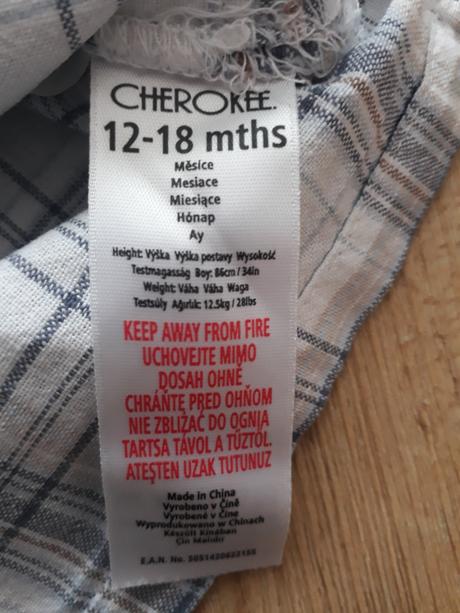 CHEROKEE.
12-18 mths
Měsíce
Mesiace
Miesiące
Hónap
Ay
Height Výška Výška postavy Wysokość
Testmagasság Boy: 86cm / 34in
Weight: Váha Váha Waga
Testsúly Ağırlık: 12.5kg / 28lbs
KEEP AWAY FROM FIRE
UCHOVEJTE MIMO
DOSAH OHNĚ
CHRÁŇTE PRED OHŇOM
NIE ZBLIŻAĆ DO OGNIA
TARTSA TÁVOL A TŰZTŐL.
ATEŞTEN UZAK TUTUNUZ
Made in China
Vyrobeno v Číně
Vyrobené v Číne
Wyprodukowano w Chinach
Készült Kínában
Çin Malıdır
E.A.N. No. 5051420622155